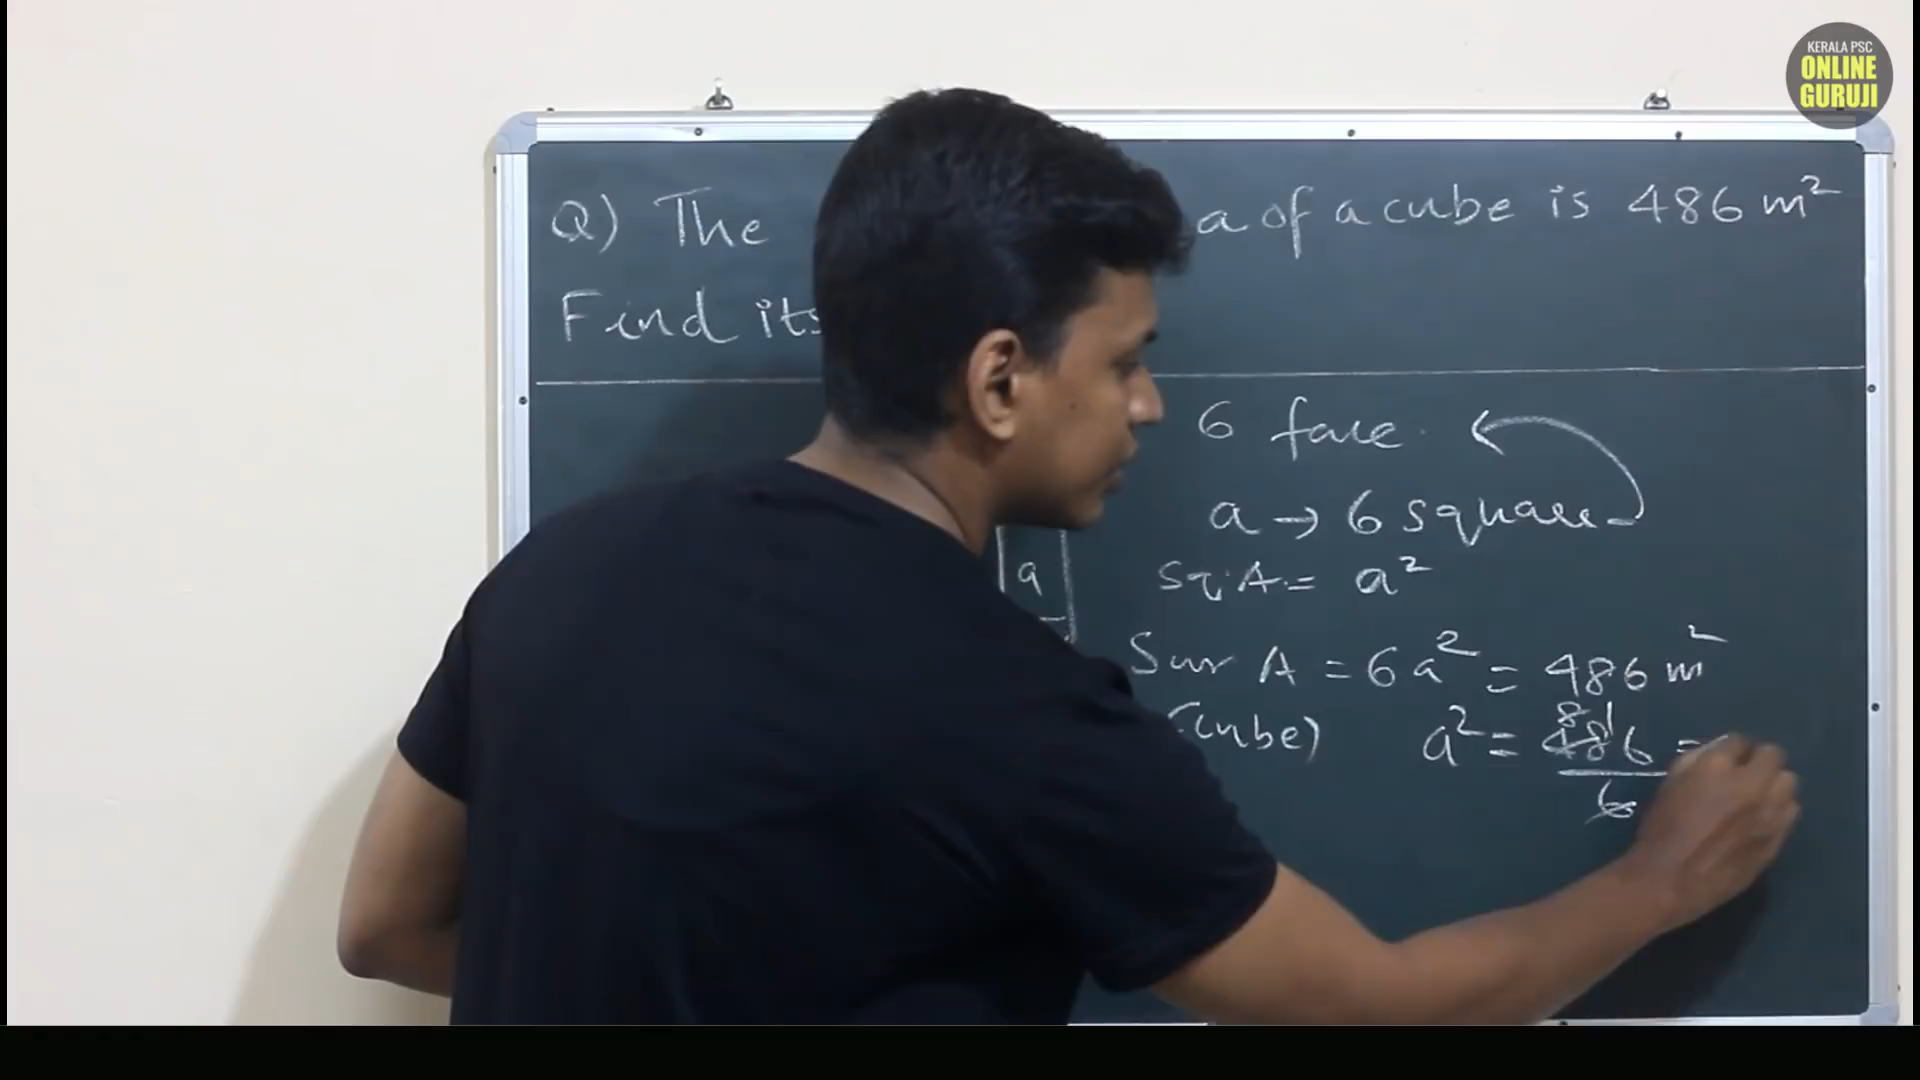 KERALA PSC
ONLINE
GURUJI
Q) The a of a cube is 486 m²
Find its
6 face.
a → 6 square
a
Sq. A = a²
Sur A = 6a² = 486 m²
(cube) a² = 486 =
81
6